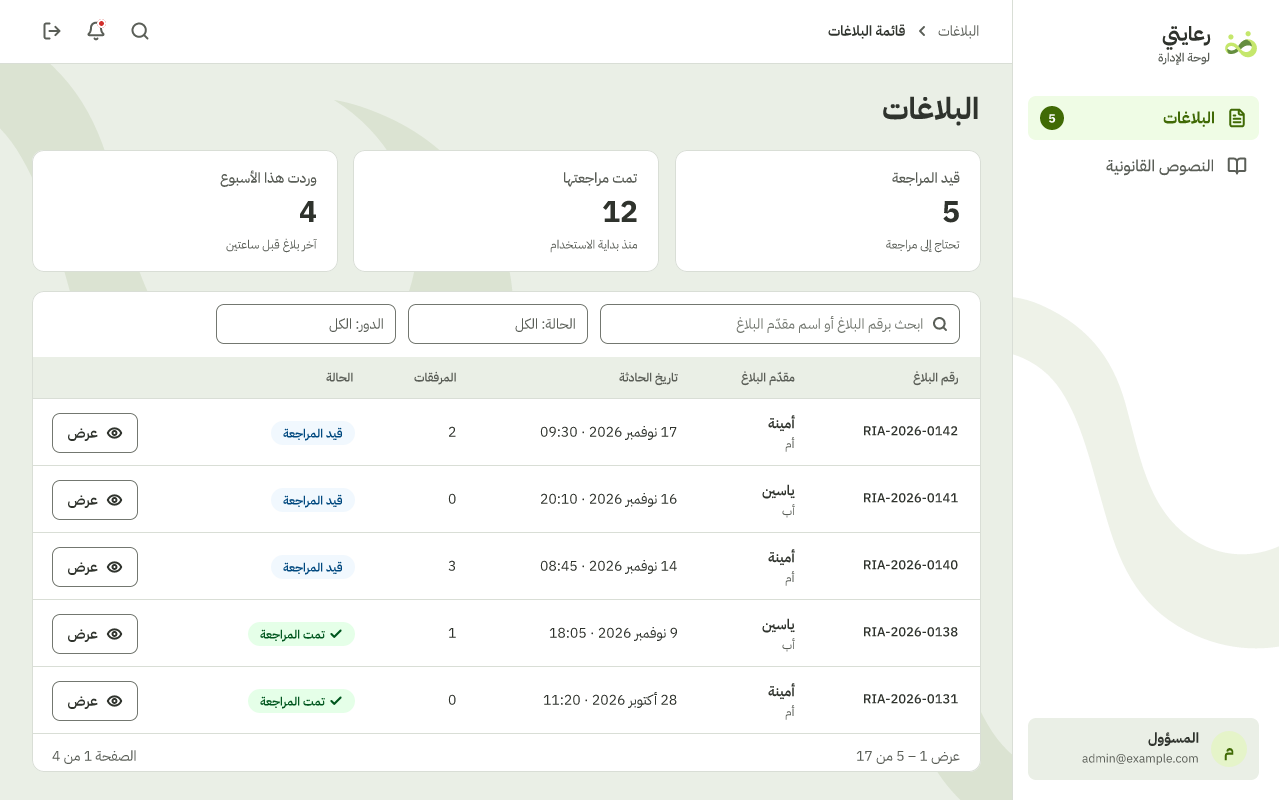 رعايتي
لوحة الإدارة
البلاغات
5
النصوص القانونية
المسؤول
admin@example.com
م
البلاغات
قائمة البلاغات
البلاغات
قيد المراجعة
5
تحتاج إلى مراجعة
تمت مراجعتها
12
منذ بداية الاستخدام
وردت هذا الأسبوع
4
آخر بلاغ قبل ساعتين
ابحث برقم البلاغ أو اسم مقدّم البلاغ
الحالة: الكل
الدور: الكل
رقم البلاغ مقدّم البلاغ تاريخ الحادثة المرفقات الحالة
RIA-2026-0142 أمينة 17 نوفمبر 2026 · 09:30 2 قيد المراجعة عرض
أم
RIA-2026-0141 ياسين 16 نوفمبر 2026 · 20:10 0 قيد المراجعة عرض
أب
RIA-2026-0140 أمينة 14 نوفمبر 2026 · 08:45 3 قيد المراجعة عرض
أم
RIA-2026-0138 ياسين 9 نوفمبر 2026 · 18:05 1 تمت المراجعة عرض
أب
RIA-2026-0131 أمينة 28 أكتوبر 2026 · 11:20 0 تمت المراجعة عرض
أم
عرض 1 – 5 من 17
الصفحة 1 من 4